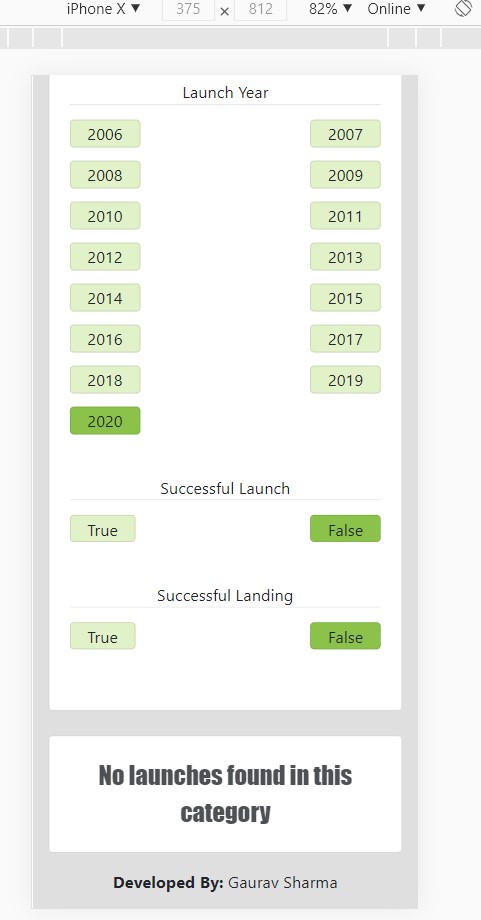 iPhone X ▼ 375 x 812 82% ▼ Online ▼
Launch Year
2006 2007
2008 2009
2010 2011
2012 2013
2014 2015
2016 2017
2018 2019
2020
Successful Launch
True False
Successful Landing
True False
No launches found in this
category
Developed By: Gaurav Sharma